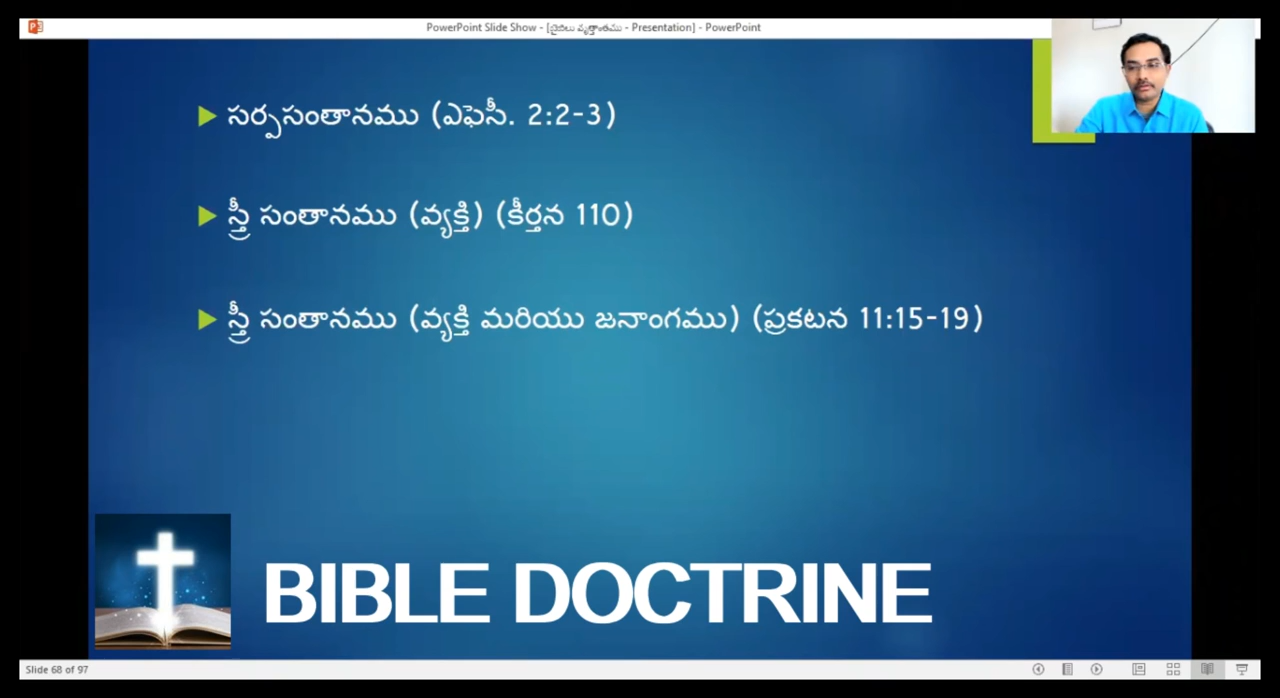 PowerPoint Slide Show - [బైబిలు వృత్తాంతము - Presentation] - PowerPoint
సర్పసంతానము (ఎఫెసీ. 2:2-3)
స్త్రీ సంతానము (వ్యక్తి) (కీర్తన 110)
స్త్రీ సంతానము (వ్యక్తి మరియు జనాంగము) (ప్రకటన 11:15-19)
BIBLE DOCTRINE
Slide 68 of 97